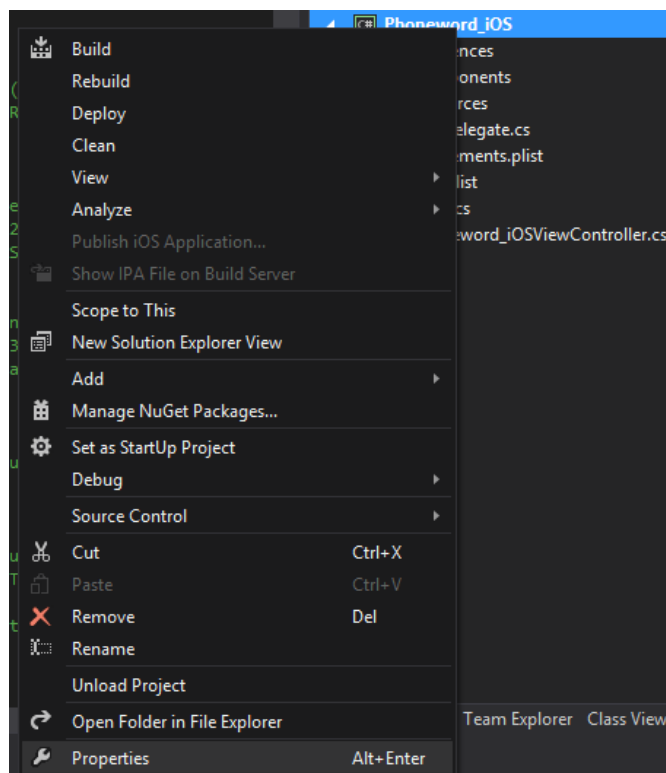 C# Phoneword_iOS
Build
Rebuild
Deploy
Clean
View
Analyze
Publish iOS Application...
Show IPA File on Build Server
Scope to This
New Solution Explorer View
Add
Manage NuGet Packages...
Set as StartUp Project
Debug
Source Control
Cut Ctrl+X
Paste Ctrl+V
Remove Del
Rename
Unload Project
Open Folder in File Explorer
Properties Alt+Enter
ences
onents
rces
elegate.cs
ements.plist
list
cs
eword_iOSViewController.cs
Team Explorer Class View